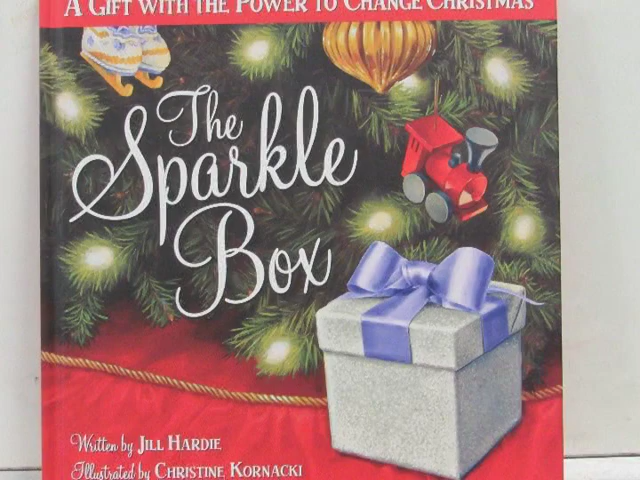 A Gift with the Power to Change Christmas
The
Sparkle
Box
Written by Jill Hardie
Illustrated by Christine Kornacki